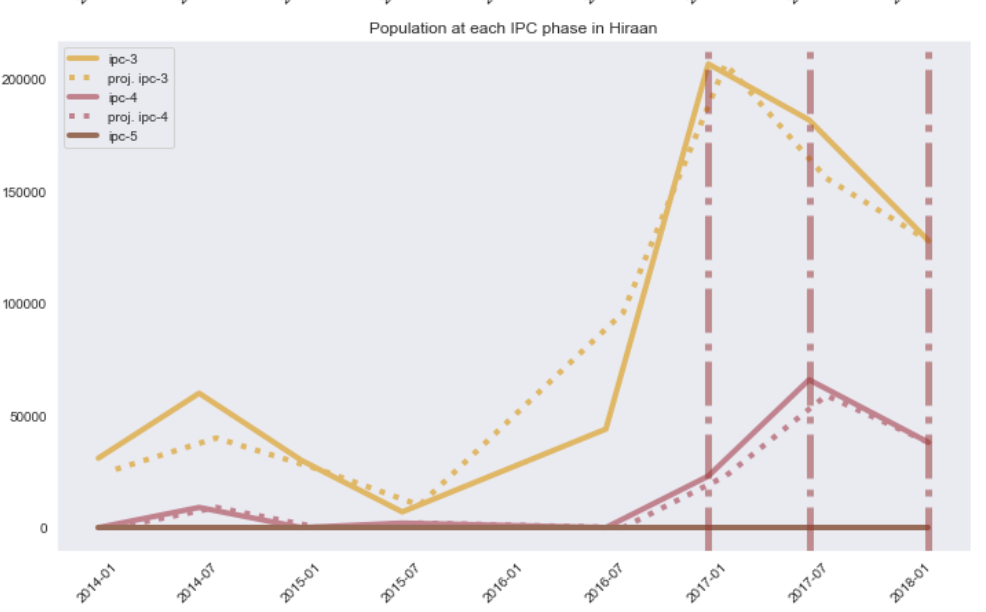 Population at each IPC phase in Hiraan
ipc-3
proj. ipc-3
ipc-4
proj. ipc-4
ipc-5
200000
150000
100000
50000
0
2014-01
2014-07
2015-01
2015-07
2016-01
2016-07
2017-01
2017-07
2018-01